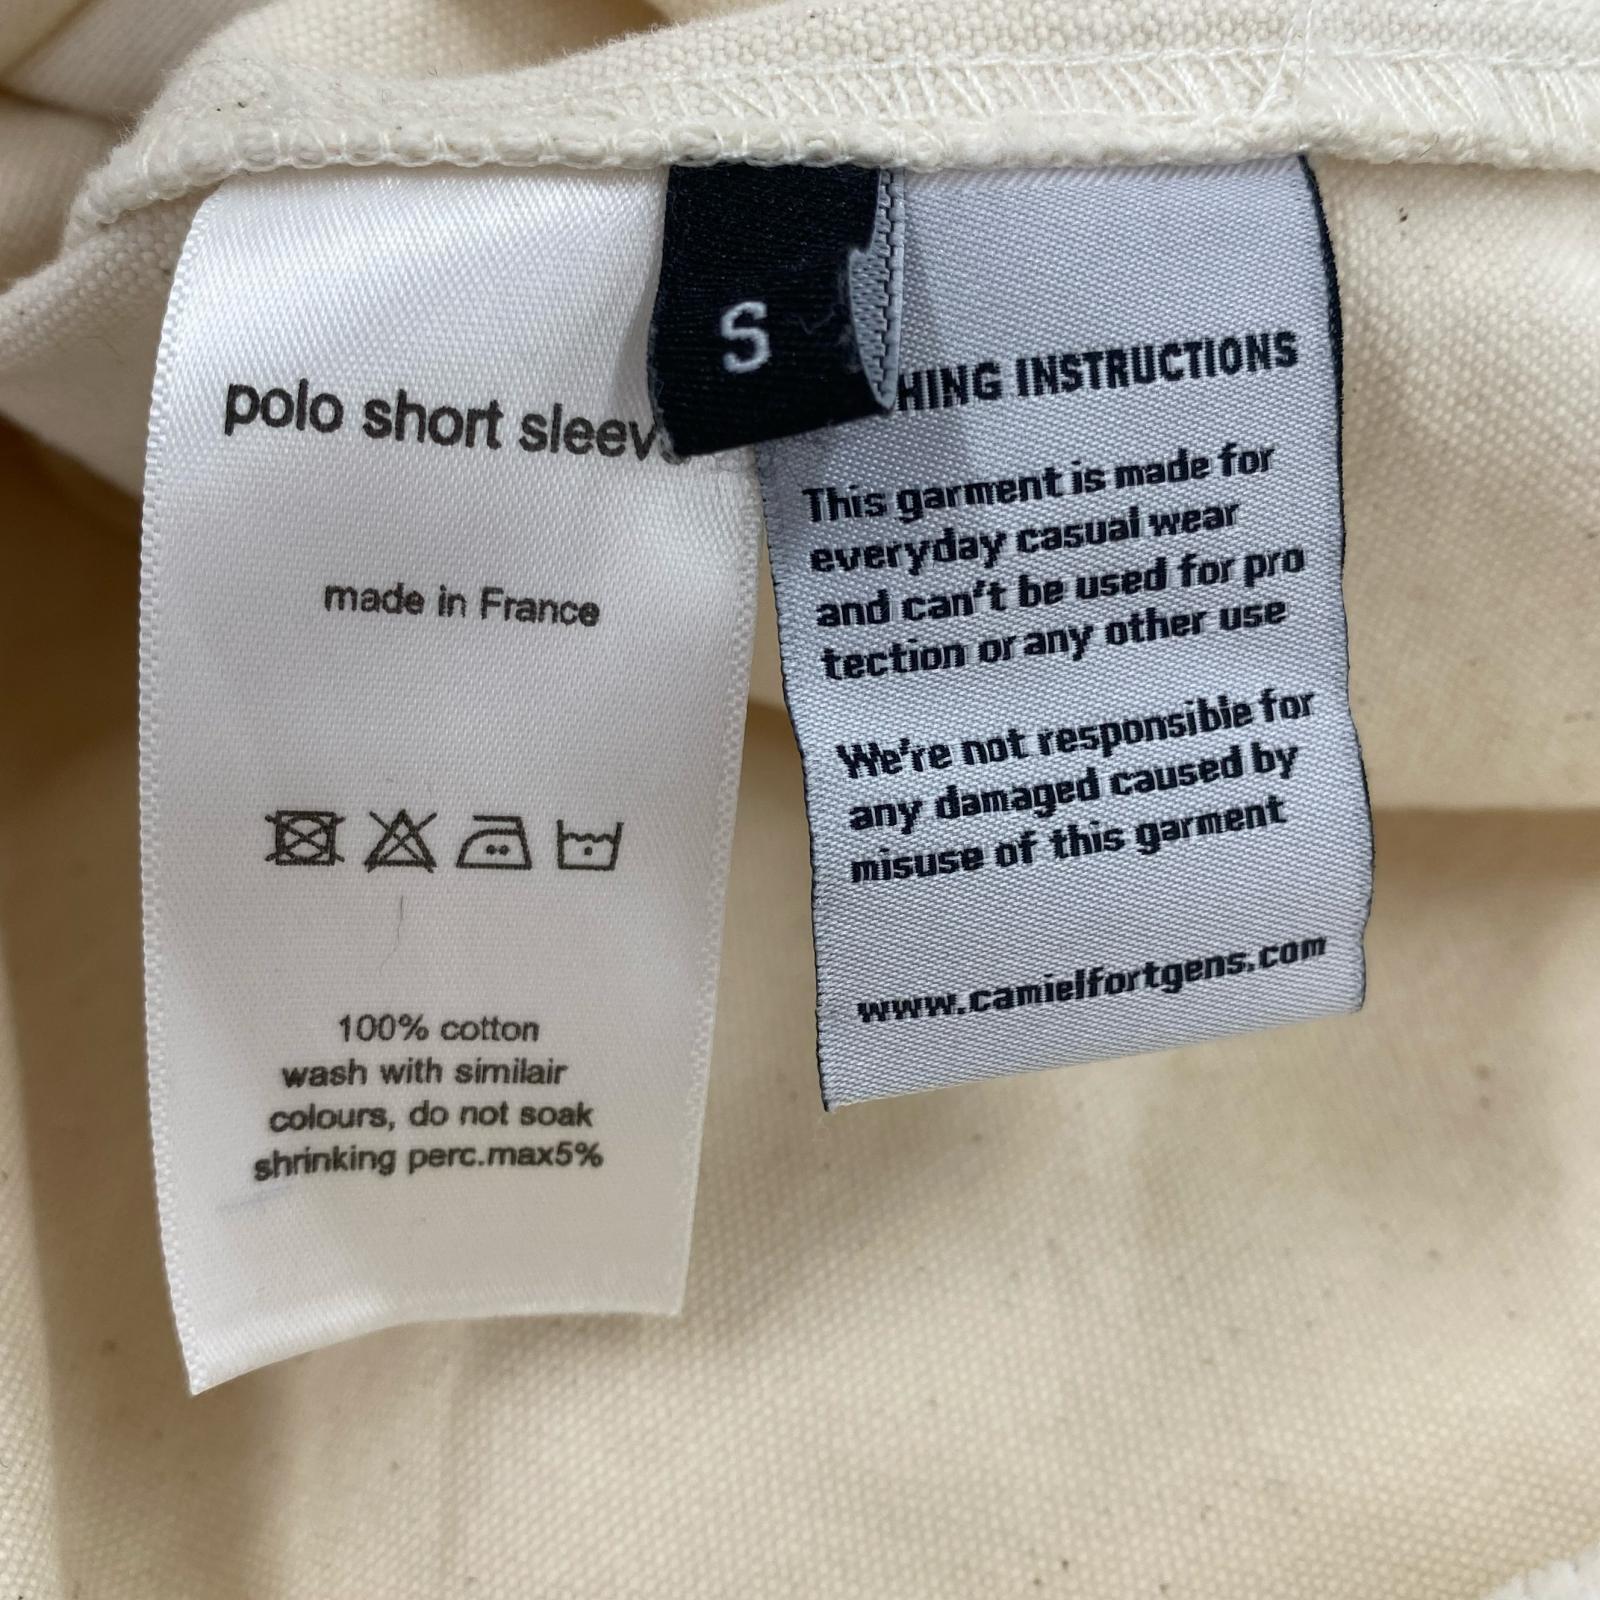 polo short sleev
made in France
100% cotton
wash with similair
colours, do not soak
shrinking perc.max5%
S
HING INSTRUCTIONS
This garment is made for
everyday casual wear
and can't be used for pro
tection or any other use
We're not responsible for
any damaged caused by
misuse of this garment
www.camielfortgens.com